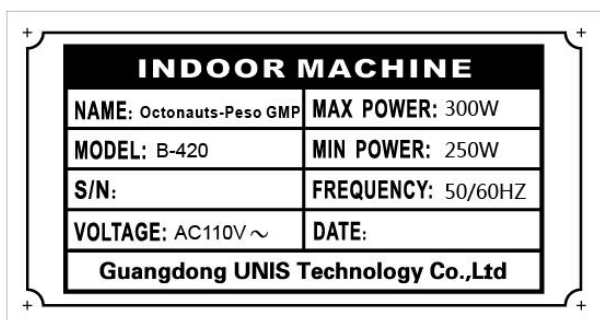 INDOOR MACHINE
NAME: Octonauts-Peso GMP MAX POWER: 300W
MODEL: B-420 MIN POWER: 250W
S/N: FREQUENCY: 50/60HZ
VOLTAGE: AC110V～ DATE:
Guangdong UNIS Technology Co.,Ltd